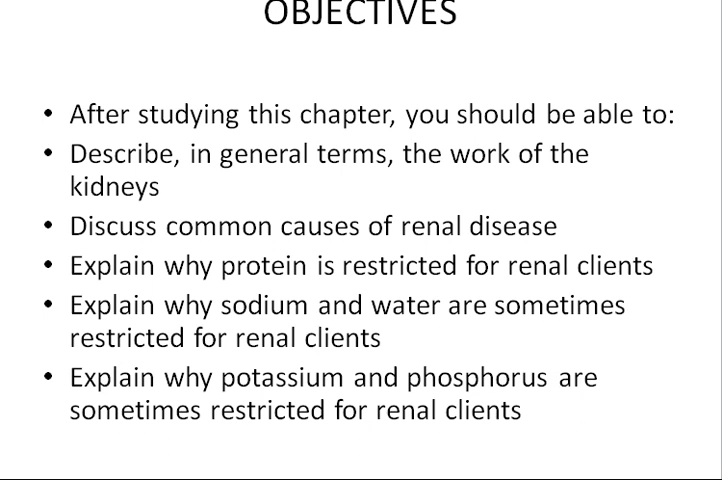 OBJECTIVES
• After studying this chapter, you should be able to:
• Describe, in general terms, the work of the
kidneys
• Discuss common causes of renal disease
• Explain why protein is restricted for renal clients
• Explain why sodium and water are sometimes
restricted for renal clients
• Explain why potassium and phosphorus are
sometimes restricted for renal clients